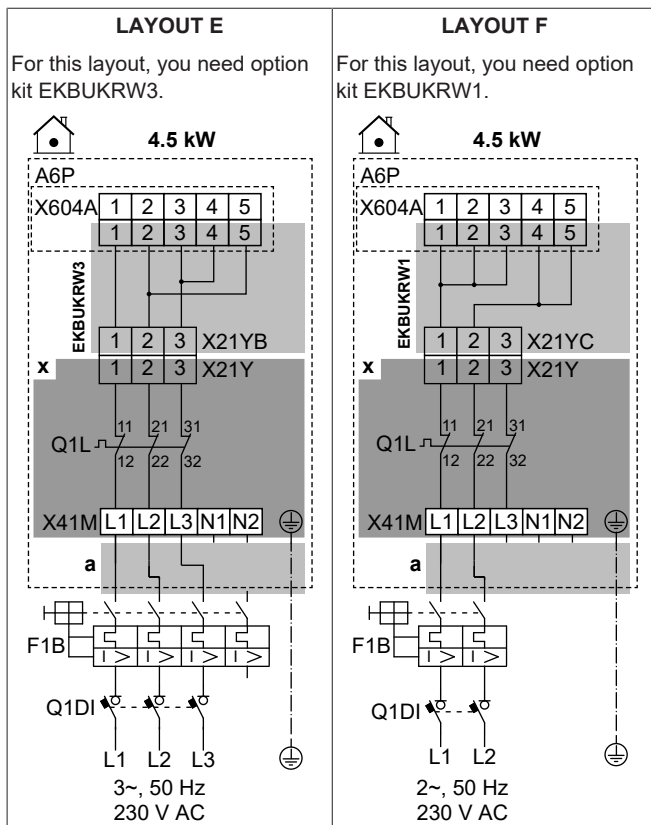 LAYOUT E
For this layout, you need option
kit EKBUKRW3.
4.5 kW
A6P
X604A 1 2 3 4 5
1 2 3 4 5
EKBUKRW3
1 2 3 X21YB
x 1 2 3 X21Y
11 21 31
Q1L
12 22 32
X41M L1 L2 L3 N1 N2
a
F1B
I > I > I > I >
Q1DI
L1 L2 L3
3~, 50 Hz
230 V AC
LAYOUT F
For this layout, you need option
kit EKBUKRW1.
4.5 kW
A6P
X604A 1 2 3 4 5
1 2 3 4 5
EKBUKRW1
1 2 3 X21YC
x 1 2 3 X21Y
11 21 31
Q1L
12 22 32
X41M L1 L2 L3 N1 N2
a
F1B
I > I >
Q1DI
L1 L2
2~, 50 Hz
230 V AC